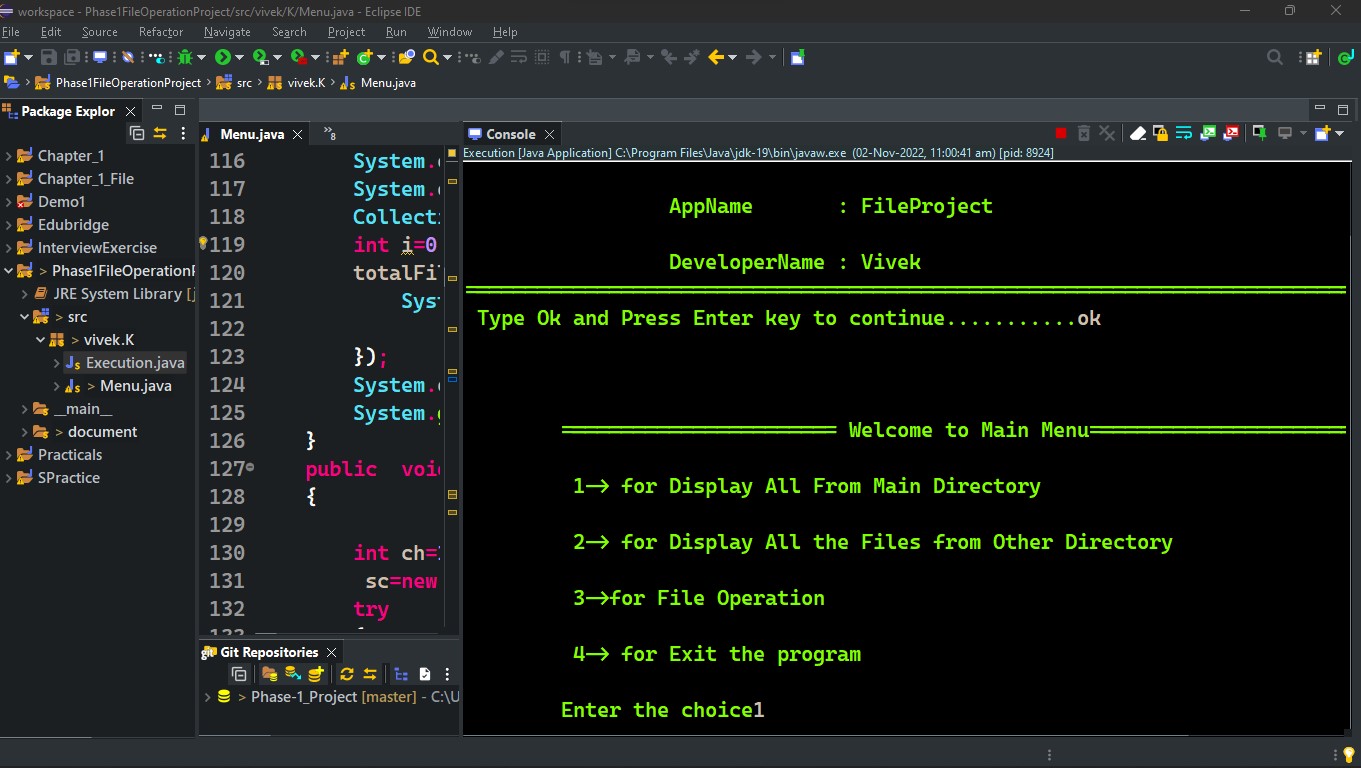 workspace - Phase1FileOperationProject/src/vivek/K/Menu.java - Eclipse IDE
File Edit Source Refactor Navigate Search Project Run Window Help
Phase1FileOperationProject › src › vivek.K › Menu.java
Package Explor
Chapter_1
Chapter_1_File
Demo1
Edubridge
InterviewExercise
> Phase1FileOperationP
JRE System Library [j
> src
> vivek.K
Execution.java
> Menu.java
__main__
> document
Practicals
SPractice
Menu.java
»8
116 System.
117 System.
118 Collect
119 int i=0
120 totalFi
121 Sys
122
123 });
124 System.
125 System.
126 }
127 public voi
128 {
129
130 int ch=
131 sc=new
132 try
133 {
Git Repositories
> Phase-1_Project [master] - C:\U
Console
Execution [Java Application] C:\Program Files\Java\jdk-19\bin\javaw.exe (02-Nov-2022, 11:00:41 am) [pid: 8924]
AppName : FileProject
DeveloperName : Vivek
Type Ok and Press Enter key to continue...........ok
======================= Welcome to Main Menu======================
1--> for Display All From Main Directory
2--> for Display All the Files from Other Directory
3-->for File Operation
4--> for Exit the program
Enter the choice1